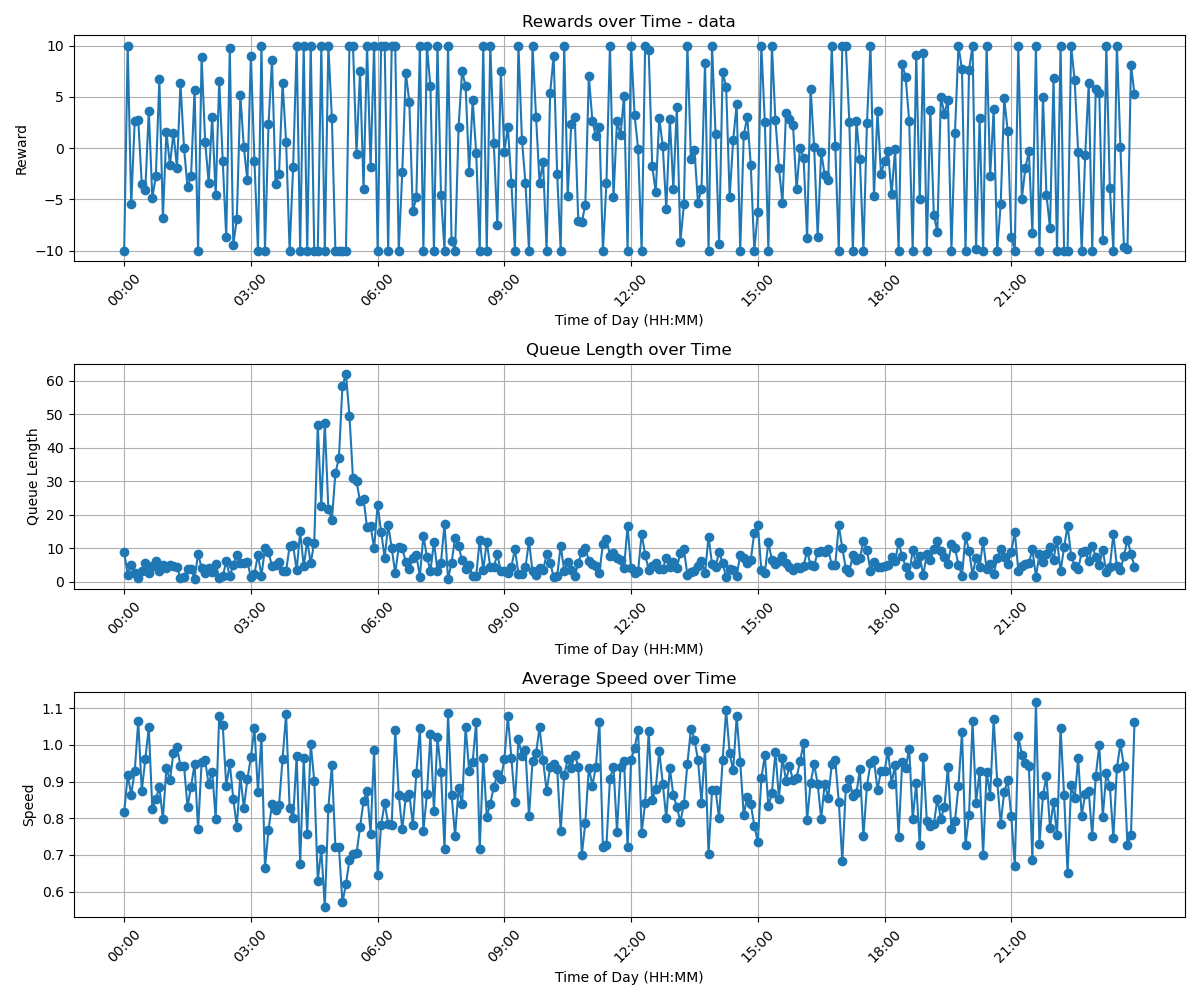 Rewards over Time - data
10
5
0
−5
−10
Reward
00:00 03:00 06:00 09:00 12:00 15:00 18:00 21:00
Time of Day (HH:MM)
Queue Length over Time
60
50
40
30
20
10
0
Queue Length
00:00 03:00 06:00 09:00 12:00 15:00 18:00 21:00
Time of Day (HH:MM)
Average Speed over Time
1.1
1.0
0.9
0.8
0.7
0.6
Speed
00:00 03:00 06:00 09:00 12:00 15:00 18:00 21:00
Time of Day (HH:MM)